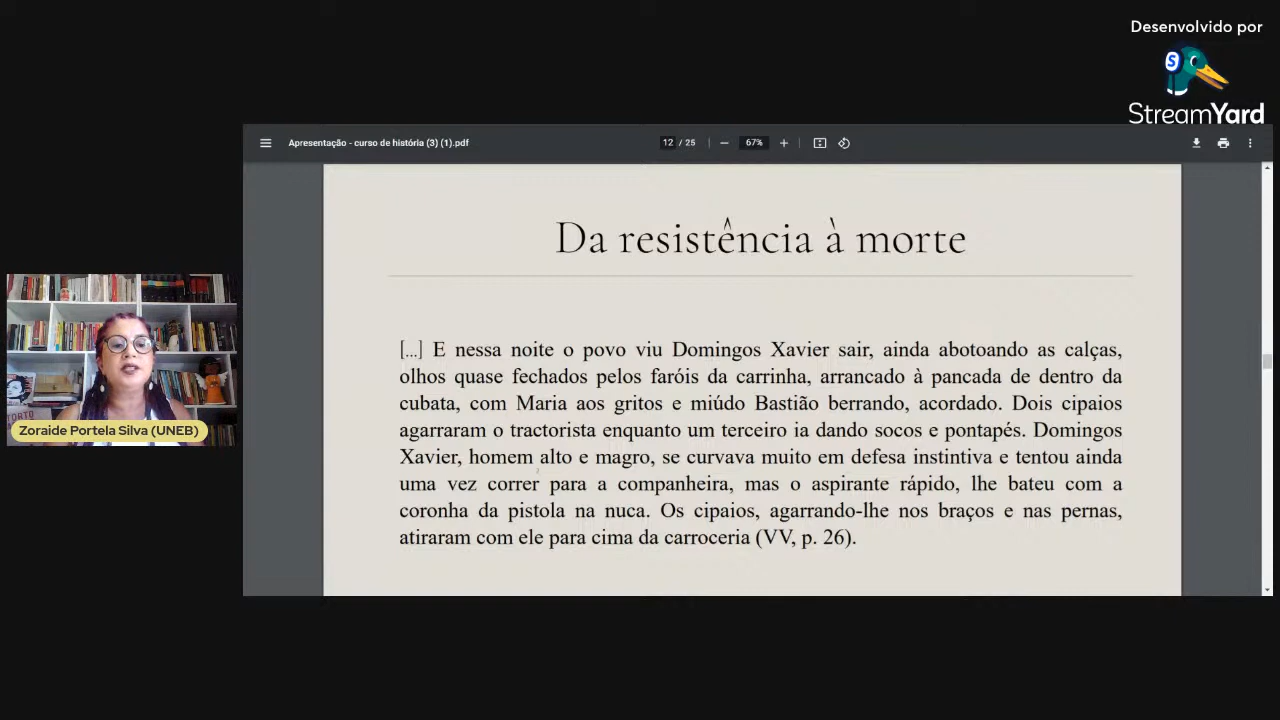 Desenvolvido por
StreamYard
Apresentação - curso de história (3) (1).pdf
12 / 25
67%
Da resistência à morte
[...] E nessa noite o povo viu Domingos Xavier sair, ainda abotoando as calças,
olhos quase fechados pelos faróis da carrinha, arrancado à pancada de dentro da
cubata, com Maria aos gritos e miúdo Bastião berrando, acordado. Dois cipaios
agarraram o tractorista enquanto um terceiro ia dando socos e pontapés. Domingos
Xavier, homem alto e magro, se curvava muito em defesa instintiva e tentou ainda
uma vez correr para a companheira, mas o aspirante rápido, lhe bateu com a
coronha da pistola na nuca. Os cipaios, agarrando-lhe nos braços e nas pernas,
atiraram com ele para cima da carroceria (VV, p. 26).
TORTO
Zoraide Portela Silva (UNEB)